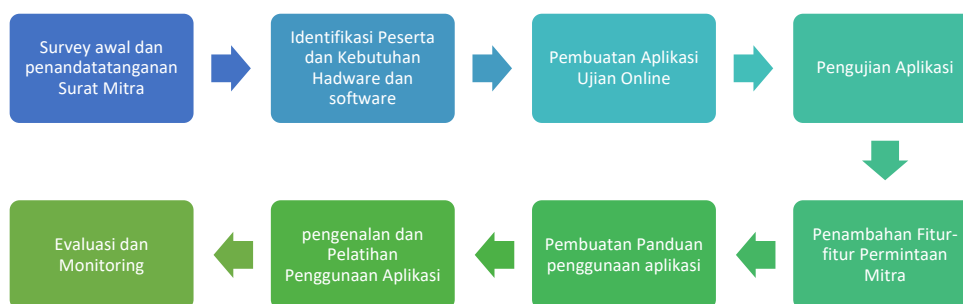 Survey awal dan
penandatatanganan
Surat Mitra
Identifikasi Peserta
dan Kebutuhan
Hadware dan
software
Pembuatan Aplikasi
Ujian Online
Pengujian Aplikasi
Penambahan Fitur-
fitur Permintaan
Mitra
Pembuatan Panduan
penggunaan aplikasi
pengenalan dan
Pelatihan
Penggunaan Aplikasi
Evaluasi dan
Monitoring